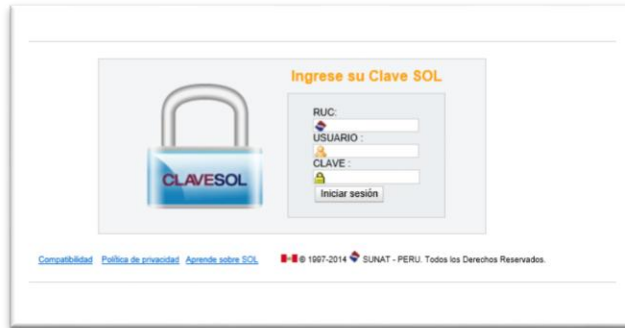 Ingrese su Clave SOL
RUC:
USUARIO :
CLAVE :
CLAVESOL
Iniciar sesión
Compatibilidad Política de privacidad Aprende sobre SOL © 1997-2014 SUNAT - PERU. Todos los Derechos Reservados.